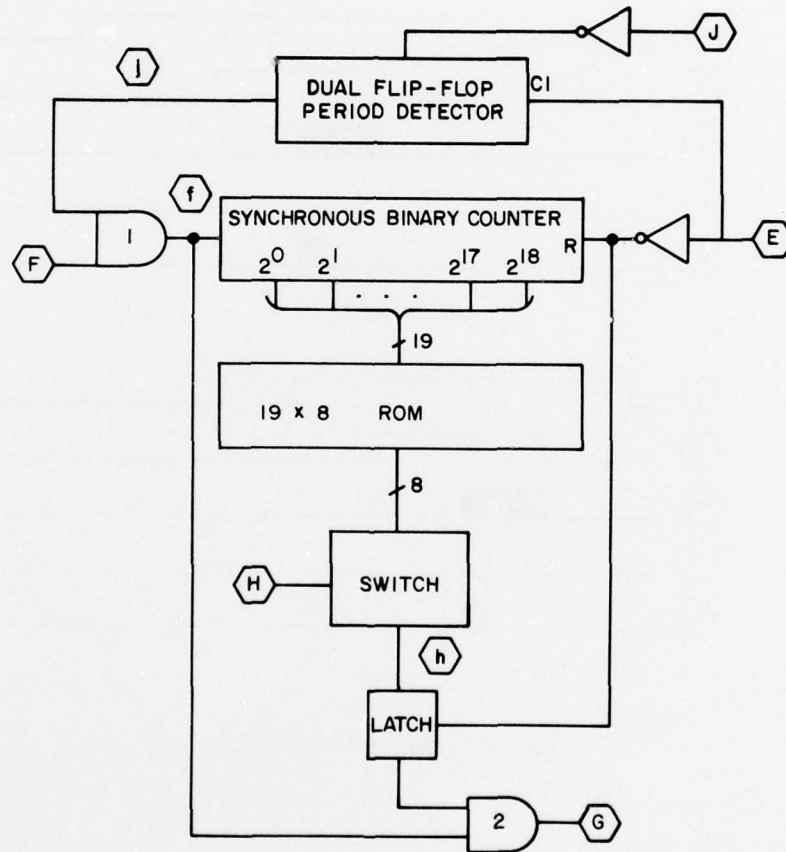 J
j
DUAL FLIP-FLOP
PERIOD DETECTOR
C1
f
SYNCHRONOUS BINARY COUNTER
1
F
R
E
2^0 2^1 . . . 2^17 2^18
19
19 x 8 ROM
8
H
SWITCH
h
LATCH
2
G